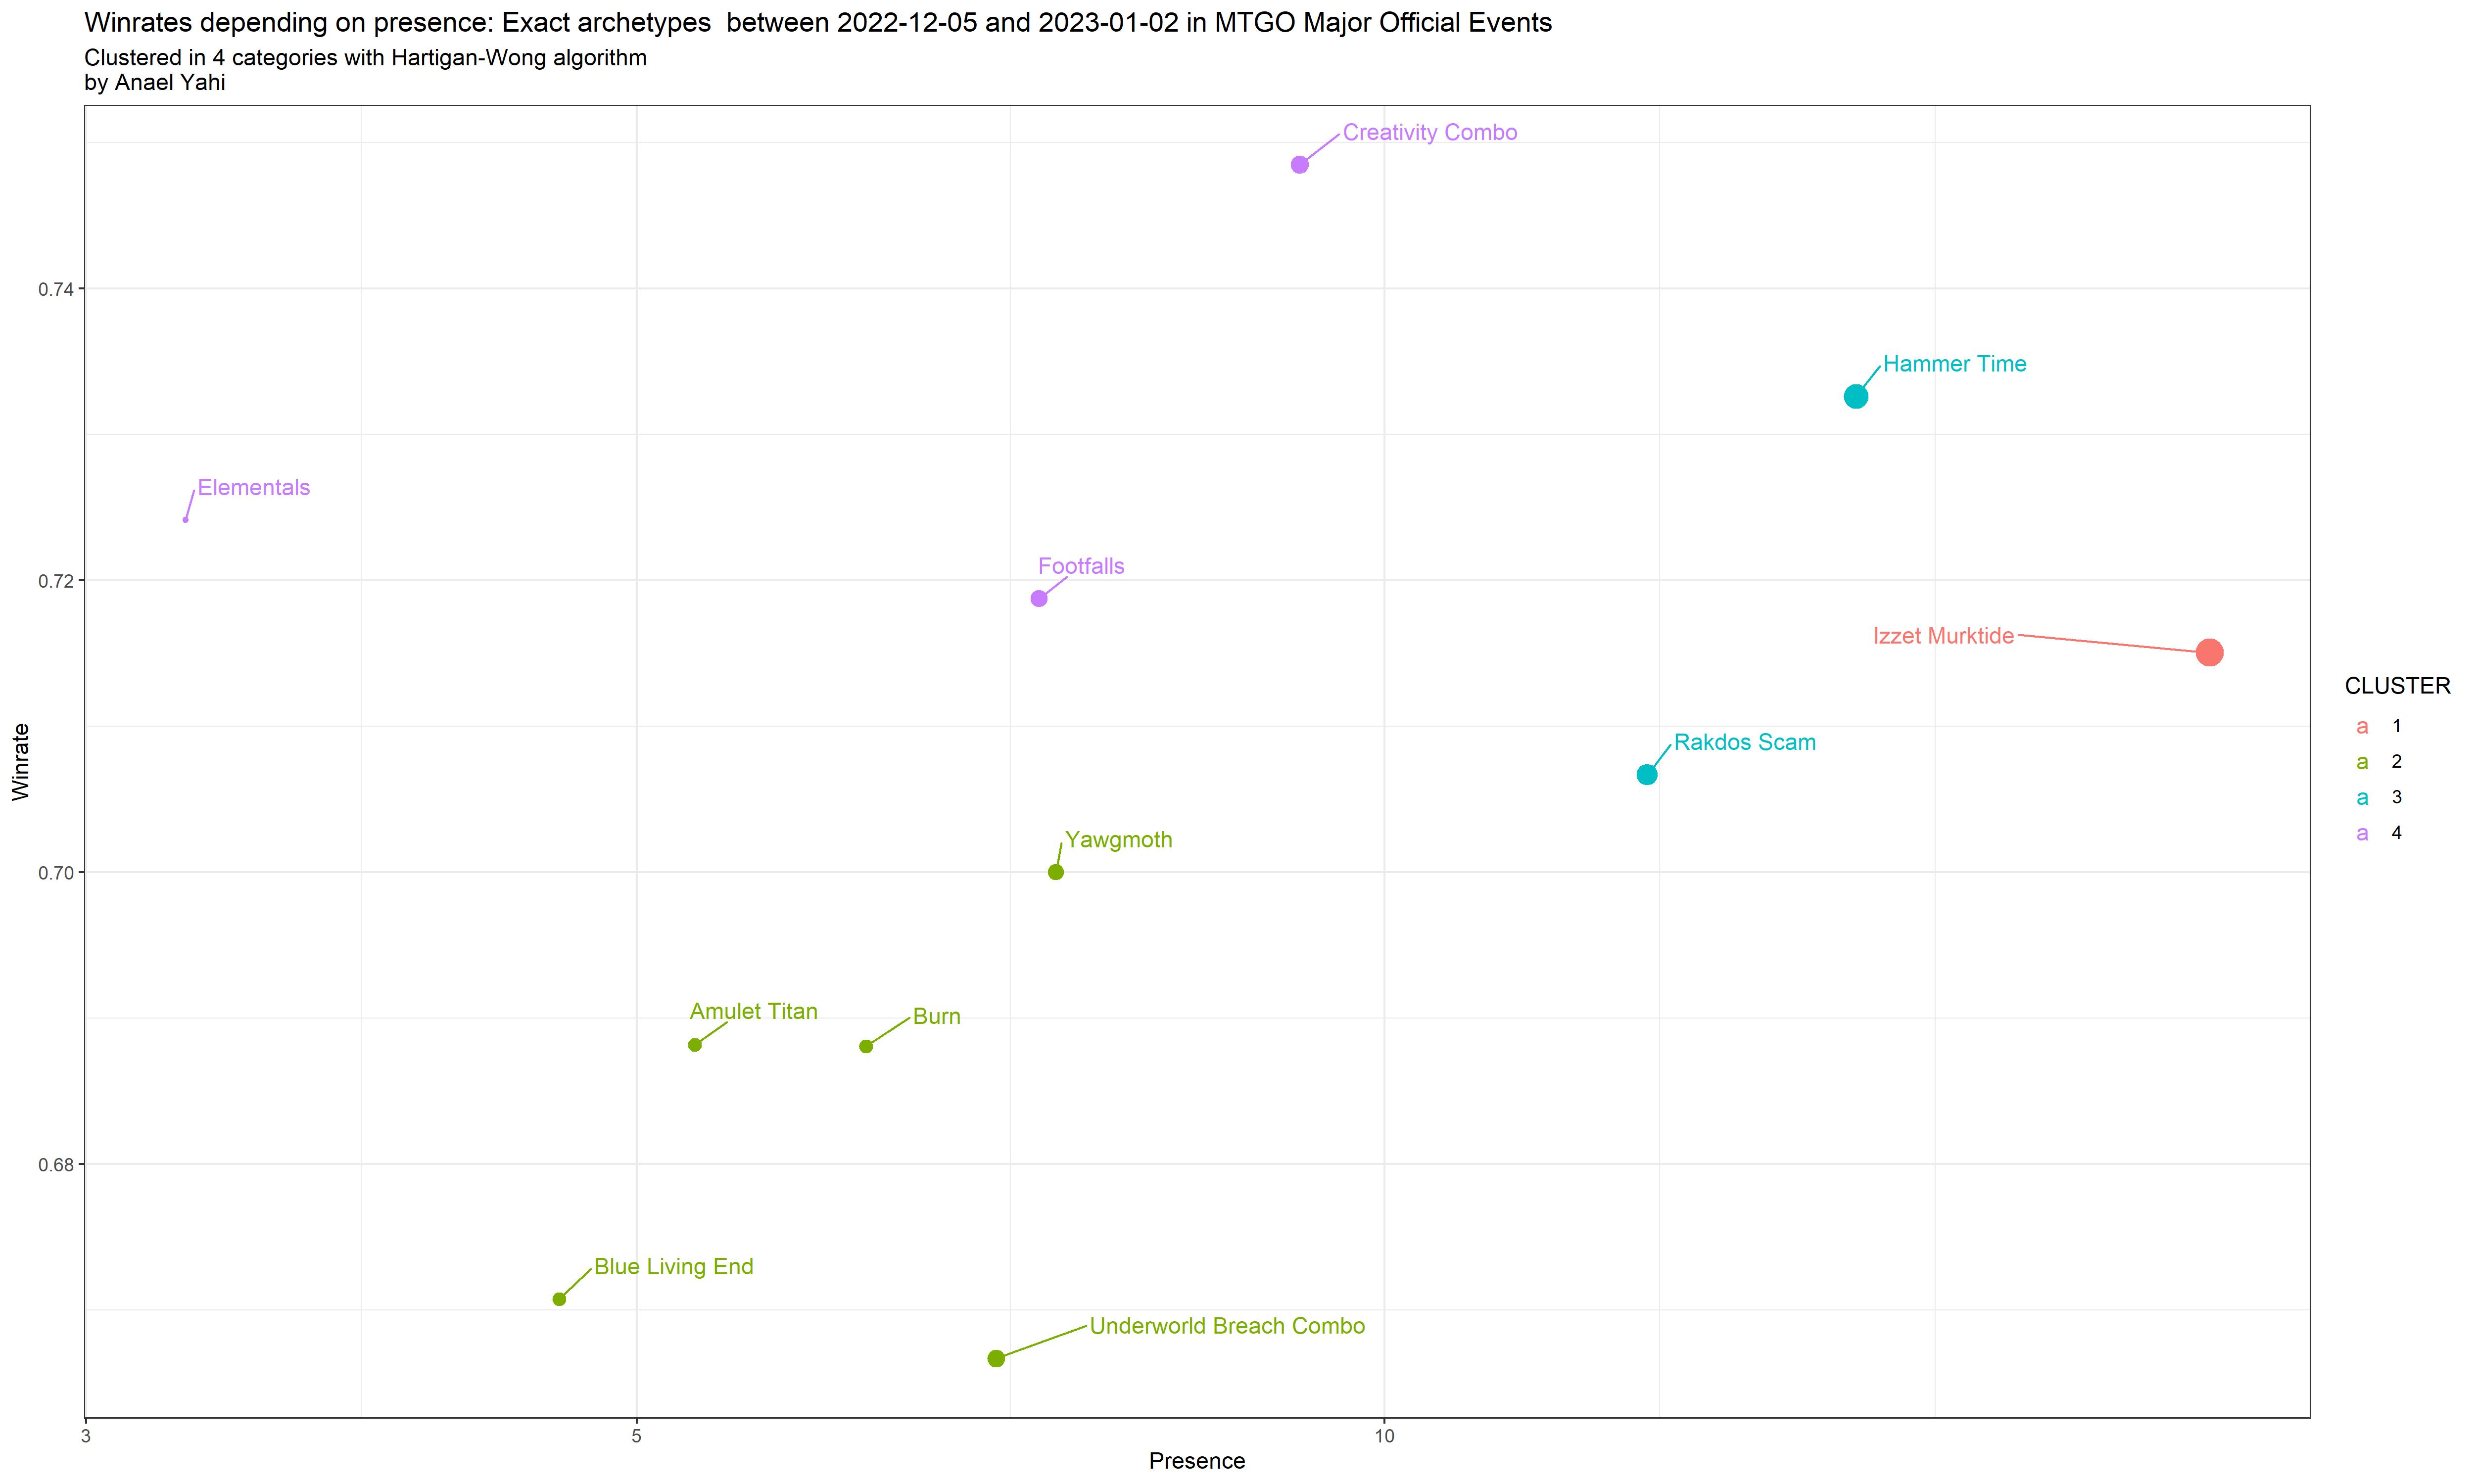 Winrates depending on presence: Exact archetypes  between 2022-12-05 and 2023-01-02 in MTGO Major Official Events
Clustered in 4 categories with Hartigan-Wong algorithm
by Anael Yahi
Creativity Combo
0.74
Hammer Time
Elementals
0.72
Footfalls
Izzet Murktide
CLUSTER
a 1
a 2
a 3
a 4
Winrate
Rakdos Scam
Yawgmoth
0.70
Amulet Titan
Burn
0.68
Blue Living End
Underworld Breach Combo
3
5
10
Presence